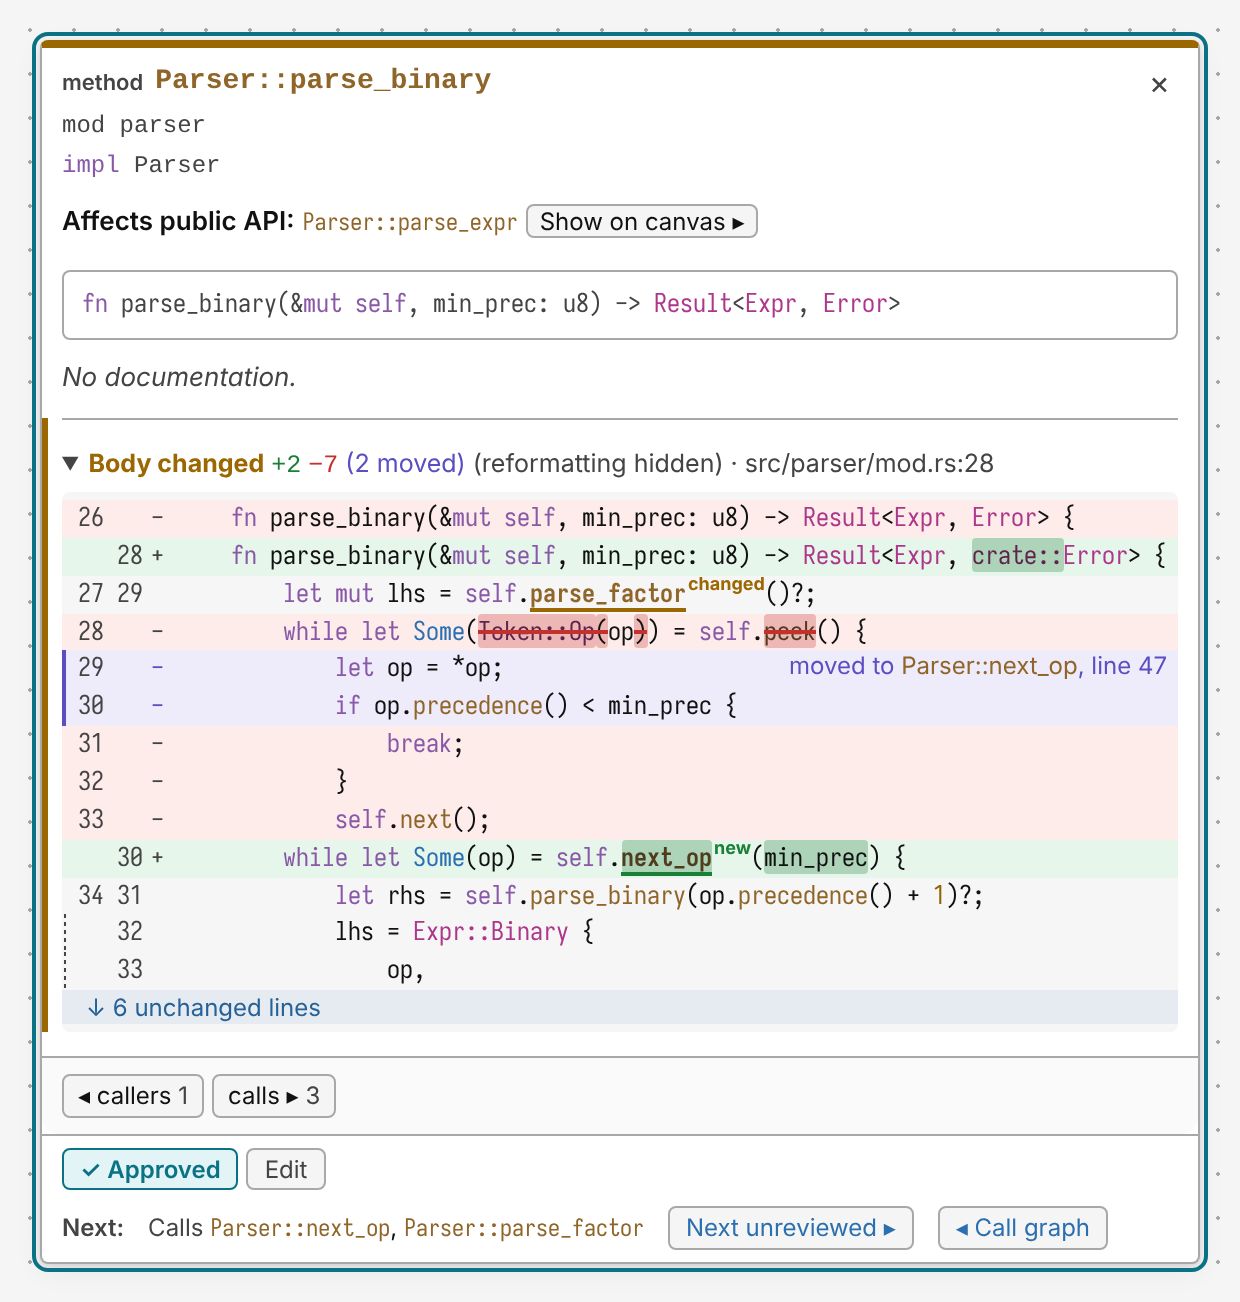 method Parser::parse_binary ×
mod parser
impl Parser
Affects public API: Parser::parse_expr Show on canvas ▸
fn parse_binary(&mut self, min_prec: u8) -> Result<Expr, Error>
No documentation.
▼ Body changed +2 −7 (2 moved) (reformatting hidden) · src/parser/mod.rs:28
26 − fn parse_binary(&mut self, min_prec: u8) -> Result<Expr, Error> {
28 + fn parse_binary(&mut self, min_prec: u8) -> Result<Expr, crate::Error> {
27 29 let mut lhs = self.parse_factor changed ()?;
28 − while let Some(Token::Op(op)) = self.peek() {
29 − let op = *op; moved to Parser::next_op, line 47
30 − if op.precedence() < min_prec {
31 − break;
32 − }
33 − self.next();
30 + while let Some(op) = self.next_op new (min_prec) {
34 31 let rhs = self.parse_binary(op.precedence() + 1)?;
32 lhs = Expr::Binary {
33 op,
↓ 6 unchanged lines
◂ callers 1 calls ▸ 3
✓ Approved Edit
Next: Calls Parser::next_op, Parser::parse_factor Next unreviewed ▸ ◂ Call graph